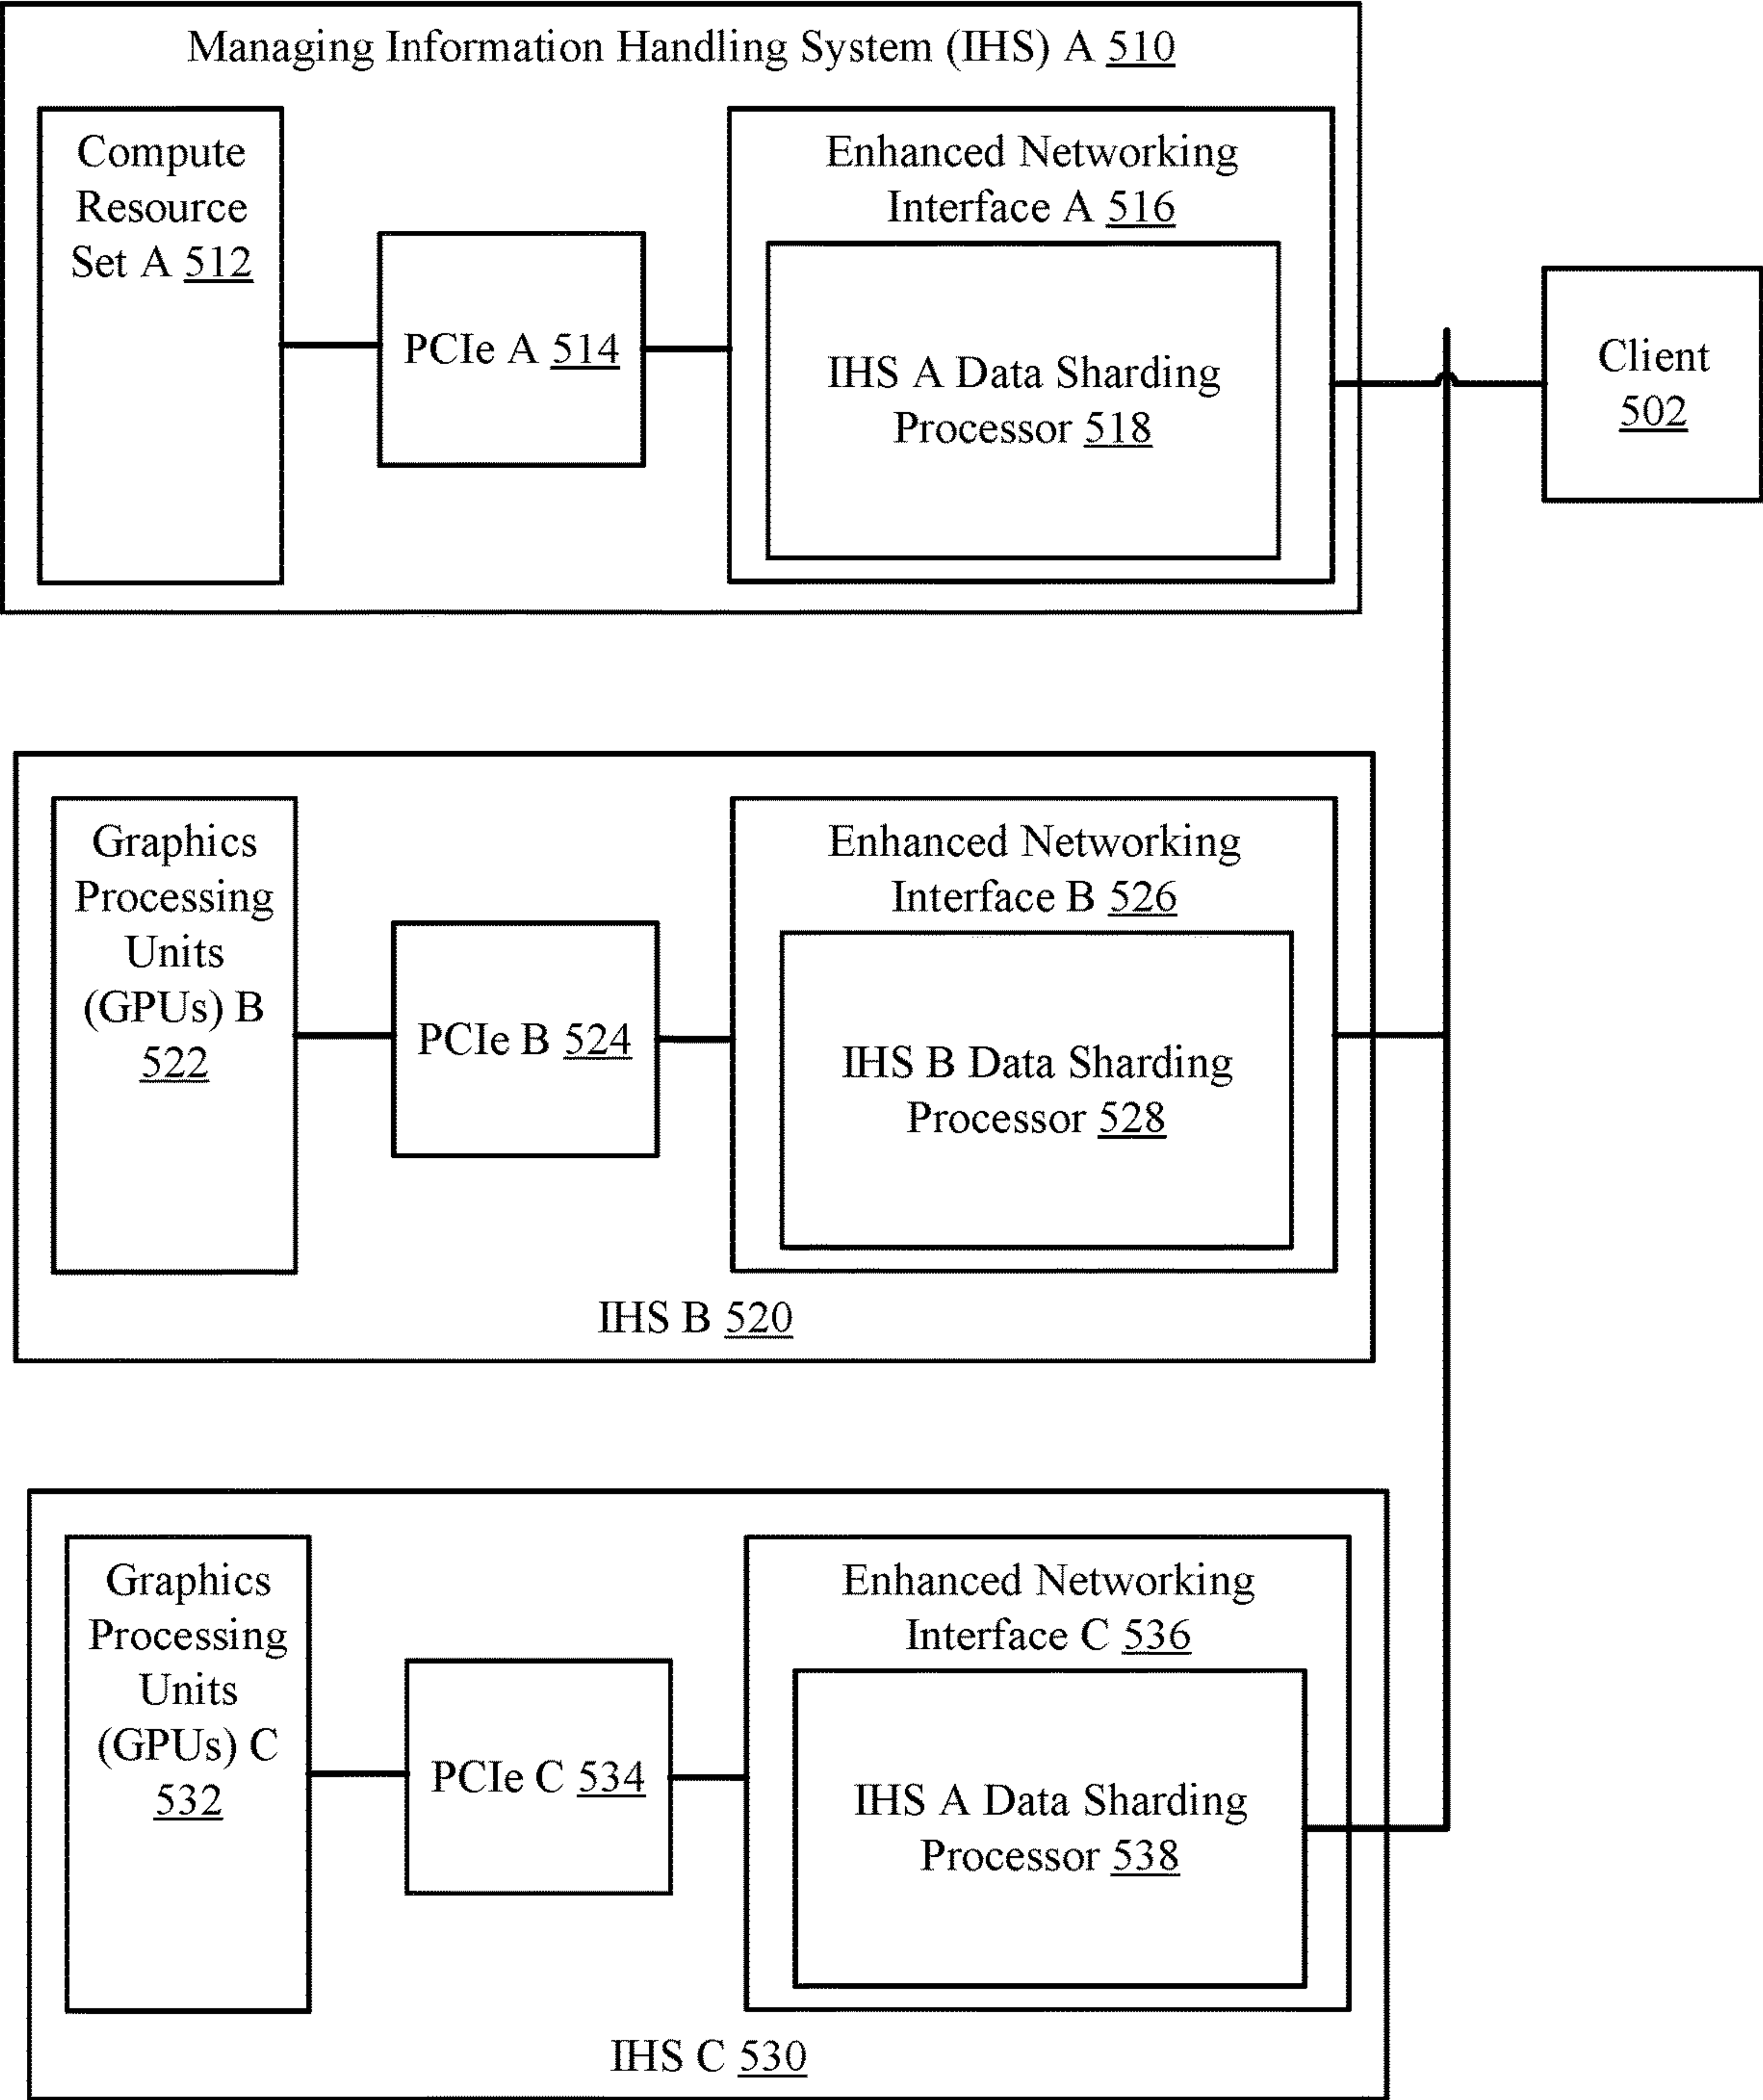 Managing Information Handling System (IHS) A 510
Compute
Resource
Set A 512
PCIe A 514
Enhanced Networking
Interface A 516
IHS A Data Sharding
Processor 518
Client
502
Graphics
Processing
Units
(GPUs) B
522
PCIe B 524
Enhanced Networking
Interface B 526
IHS B Data Sharding
Processor 528
IHS B 520
Graphics
Processing
Units
(GPUs) C
532
PCIe C 534
Enhanced Networking
Interface C 536
IHS A Data Sharding
Processor 538
IHS C 530